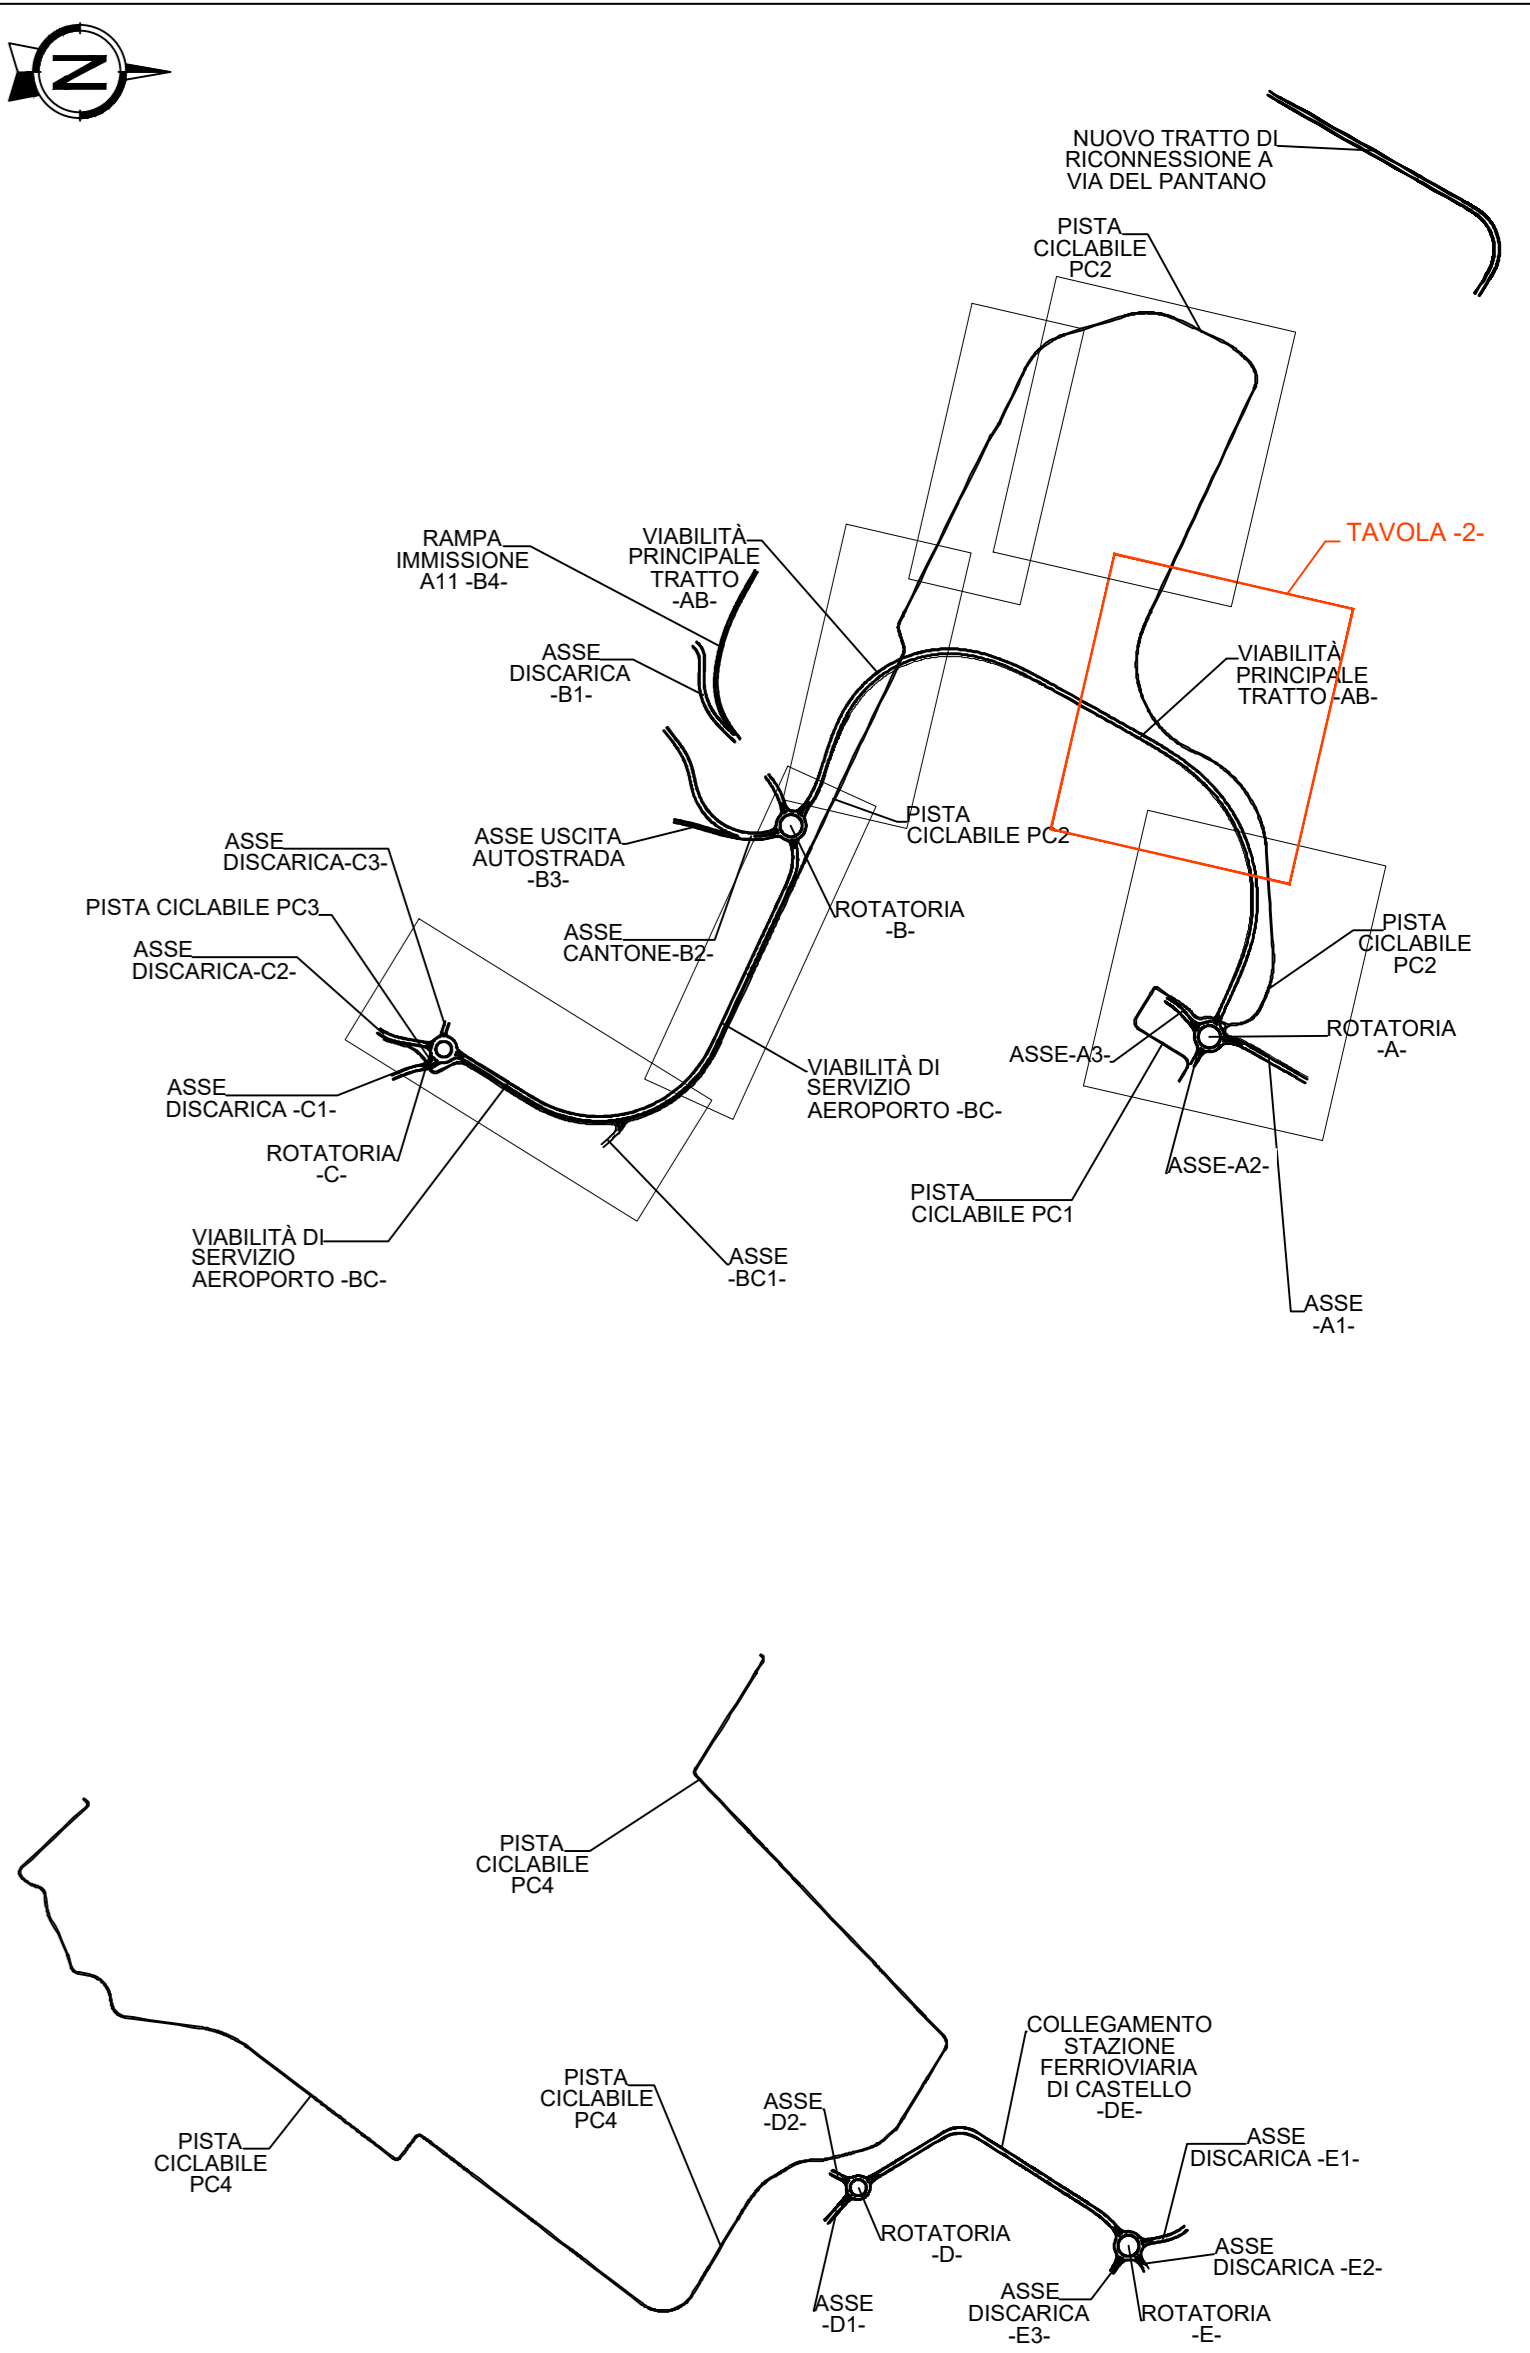 N
NUOVO TRATTO DI
RICONNESSIONE A
VIA DEL PANTANO
PISTA
CICLABILE
PC2
TAVOLA -2-
RAMPA
IMMISSIONE
A11 -B4-
VIABILITÀ
PRINCIPALE
TRATTO
-AB-
ASSE
DISCARICA
-B1-
VIABILITÀ
PRINCIPALE
TRATTO -AB-
PISTA
CICLABILE PC2
ASSE USCITA
AUTOSTRADA
-B3-
ASSE
DISCARICA-C3-
PISTA CICLABILE PC3
ROTATORIA
-B-
ASSE
CANTONE-B2-
ASSE
DISCARICA-C2-
PISTA
CICLABILE
PC2
ROTATORIA
-A-
ASSE-A3-
VIABILITÀ DI
SERVIZIO
AEROPORTO -BC-
ASSE
DISCARICA -C1-
ROTATORIA
-C-
ASSE-A2-
PISTA
CICLABILE PC1
VIABILITÀ DI
SERVIZIO
AEROPORTO -BC-
ASSE
-BC1-
ASSE
-A1-
PISTA
CICLABILE
PC4
COLLEGAMENTO
STAZIONE
FERRIOVIARIA
DI CASTELLO
-DE-
PISTA
CICLABILE
PC4
ASSE
-D2-
PISTA
CICLABILE
PC4
ASSE
DISCARICA -E1-
ROTATORIA
-D-
ASSE
DISCARICA -E2-
ASSE
-D1-
ASSE
DISCARICA
-E3-
ROTATORIA
-E-